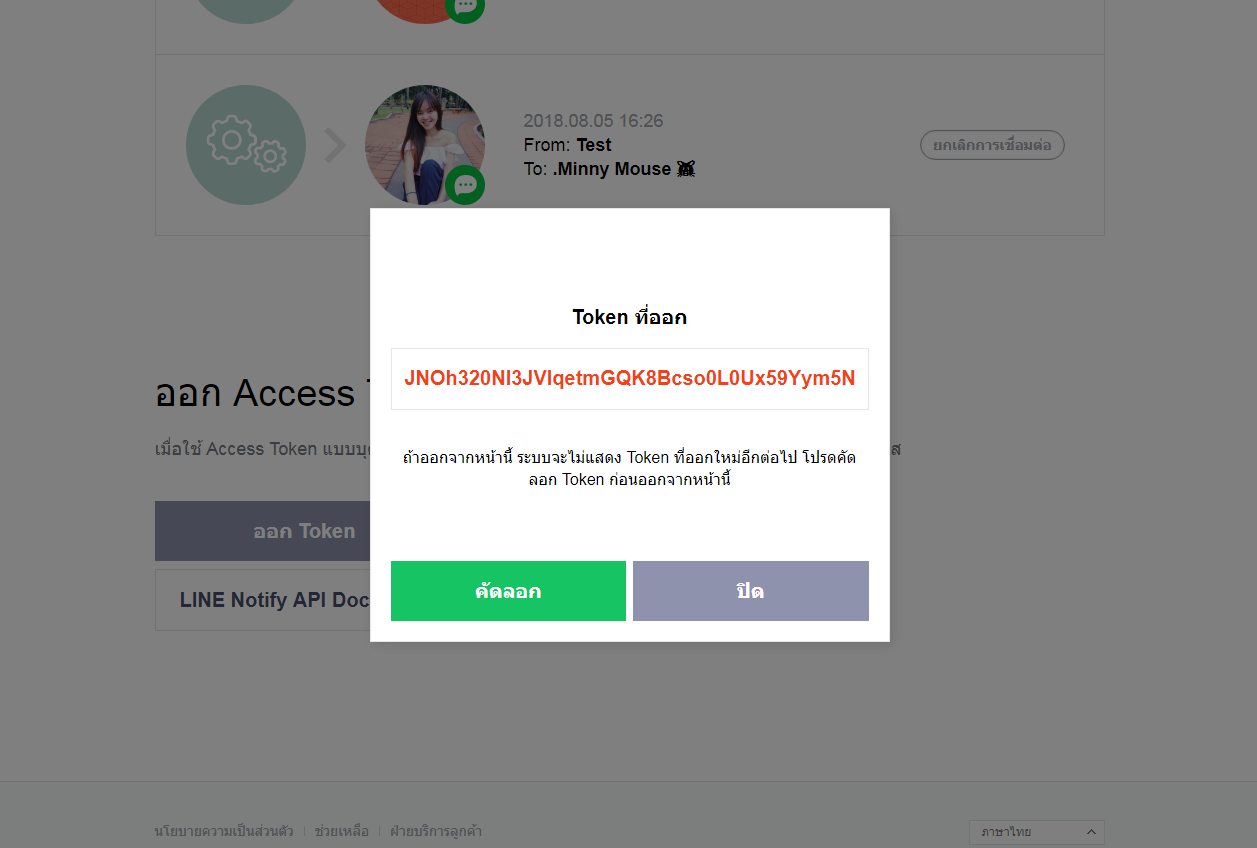 2018.08.05 16:26
From: Test
To: .Minny Mouse
ยกเลิกการเชื่อมต่อ
Token ที่ออก
JNOh320NI3JVIqetmGQK8Bcso0L0Ux59Yym5N
ถ้าออกจากหน้านี้ ระบบจะไม่แสดง Token ที่ออกใหม่อีกต่อไป โปรดคัด
ลอก Token ก่อนออกจากหน้านี้
คัดลอก
ปิด
ออก Access
เมื่อใช้ Access Token แบบ
ออก Token
LINE Notify API Doc
นโยบายความเป็นส่วนตัว
ช่วยเหลือ
ฝ่ายบริการลูกค้า
ภาษาไทย